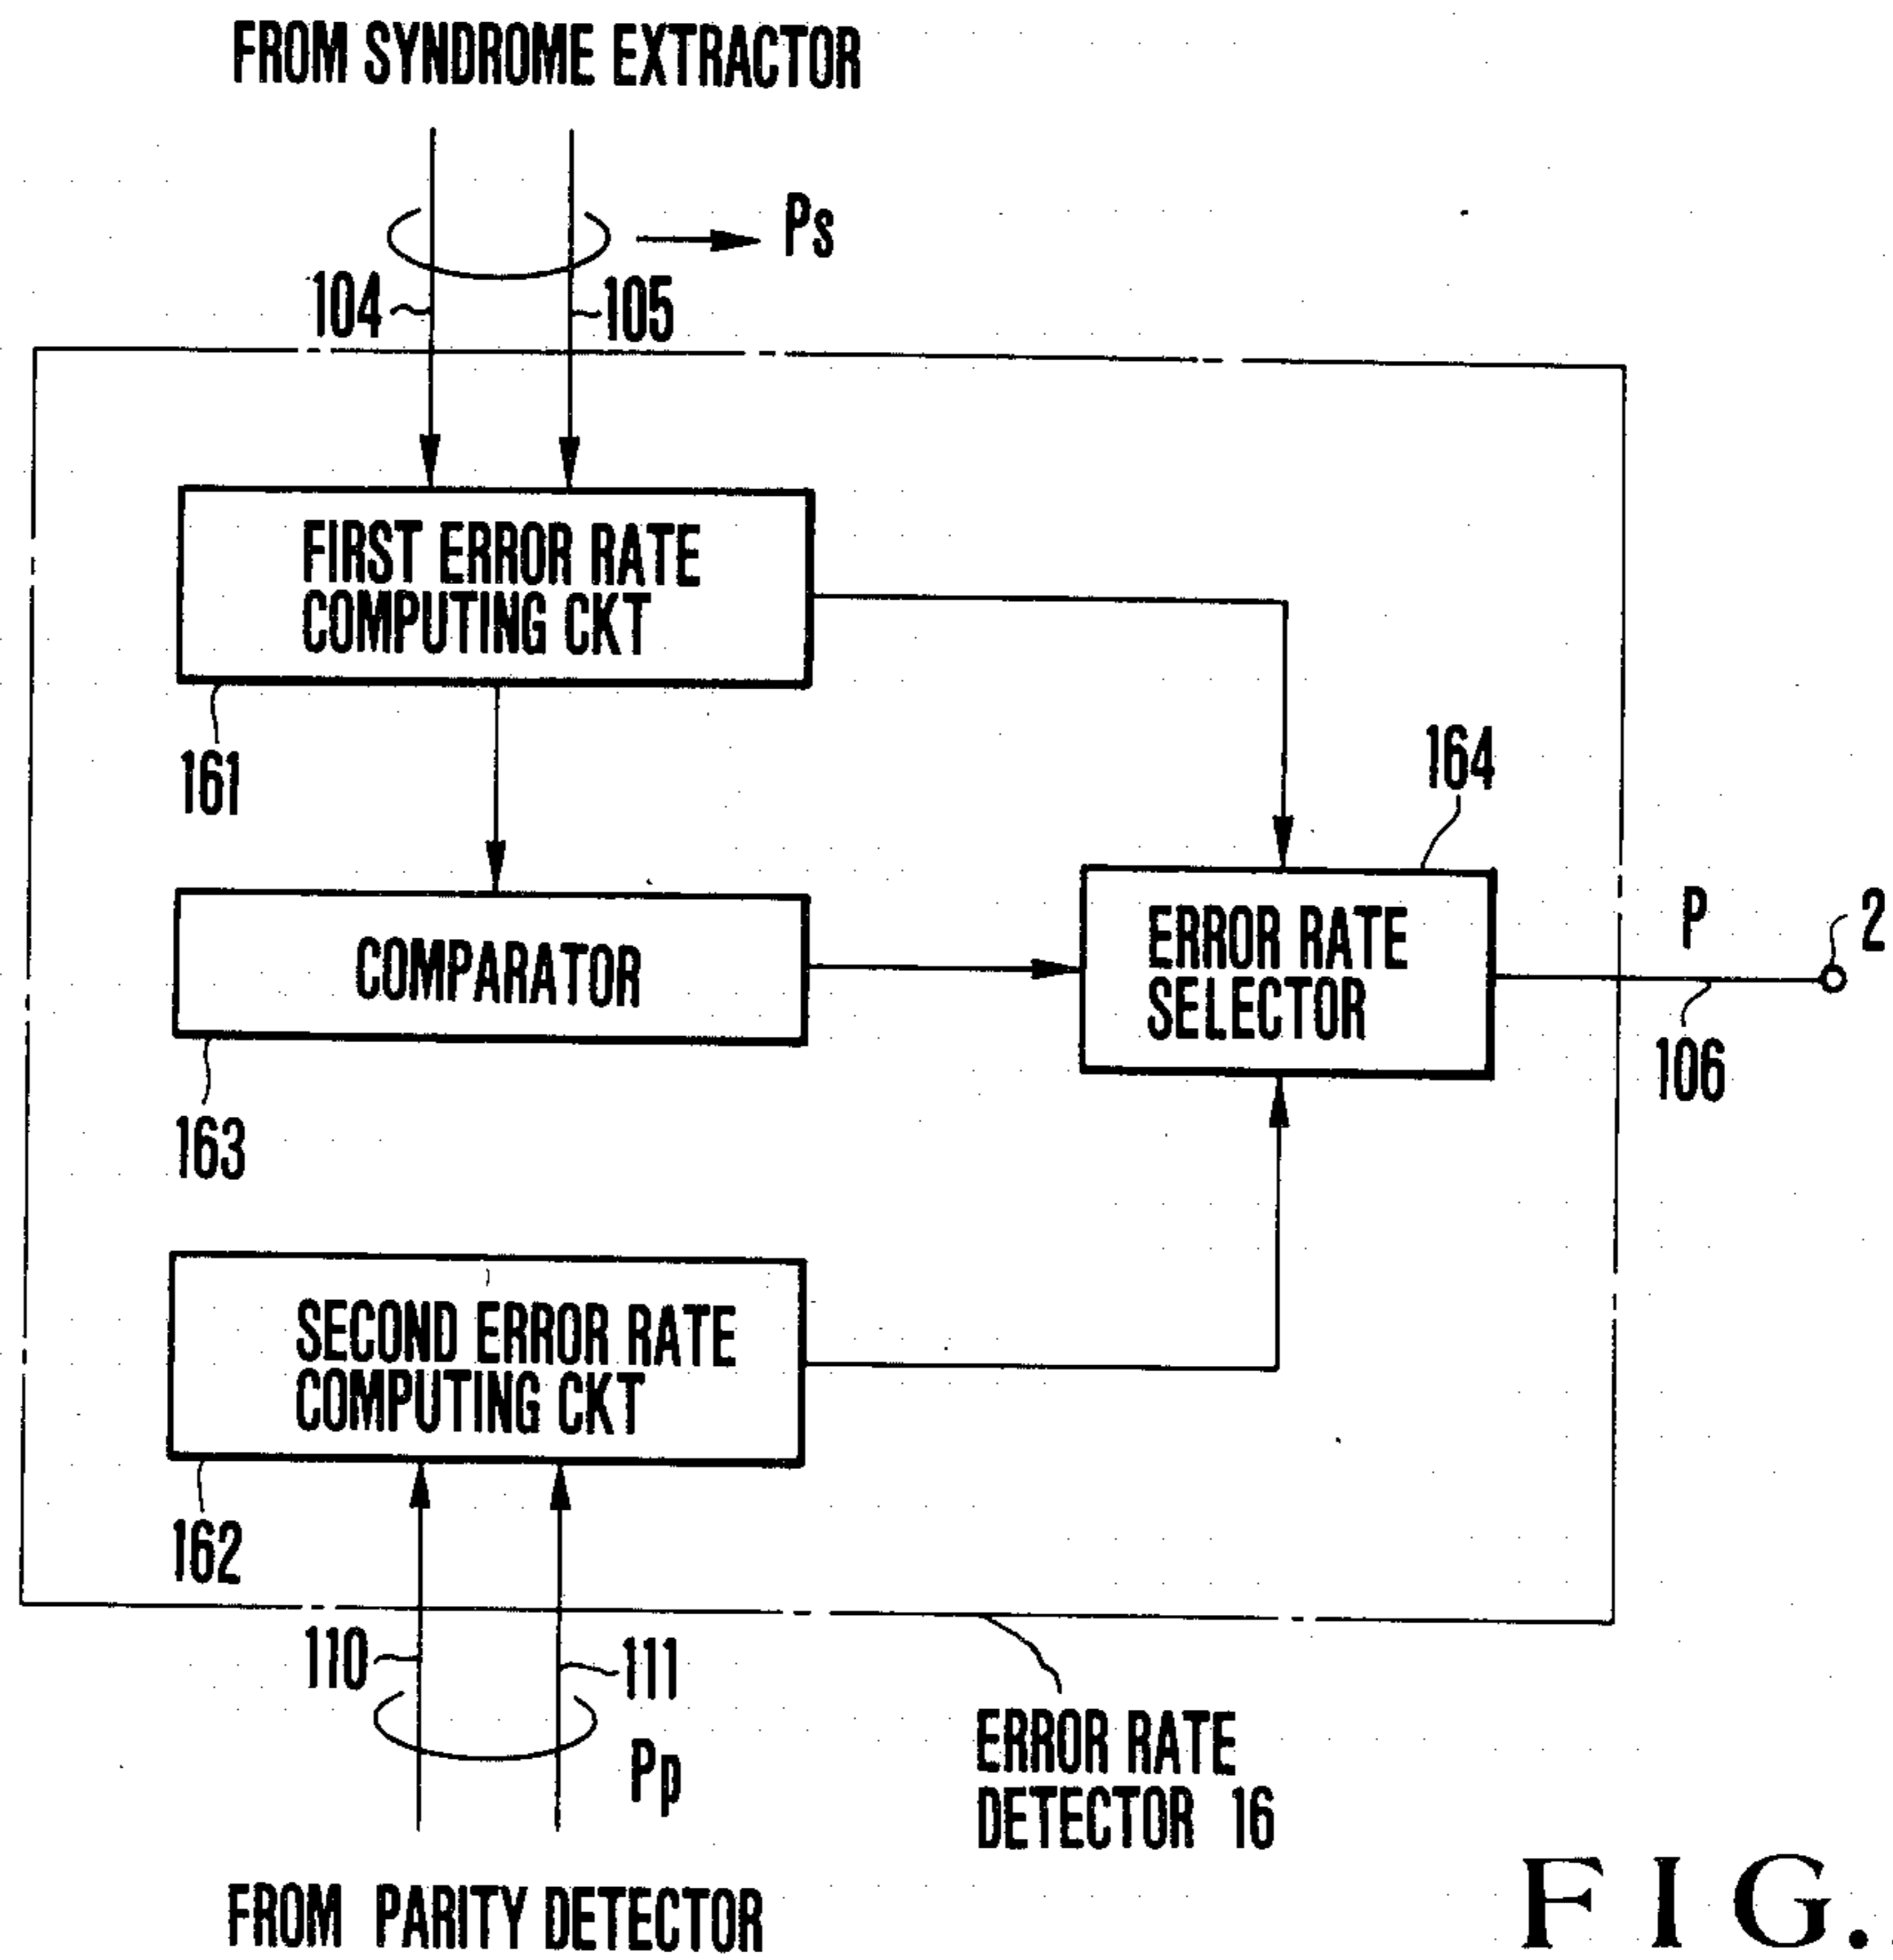 FROM SYNDROME EXTRACTOR
Ps
104
105
FIRST ERROR RATE
COMPUTING CKT
161
164
COMPARATOR
ERROR RATE
SELECTOR
P
2
106
163
SECOND ERROR RATE
COMPUTING CKT
162
110
111
Pp
ERROR RATE
DETECTOR 16
FROM PARITY DETECTOR
FIG.